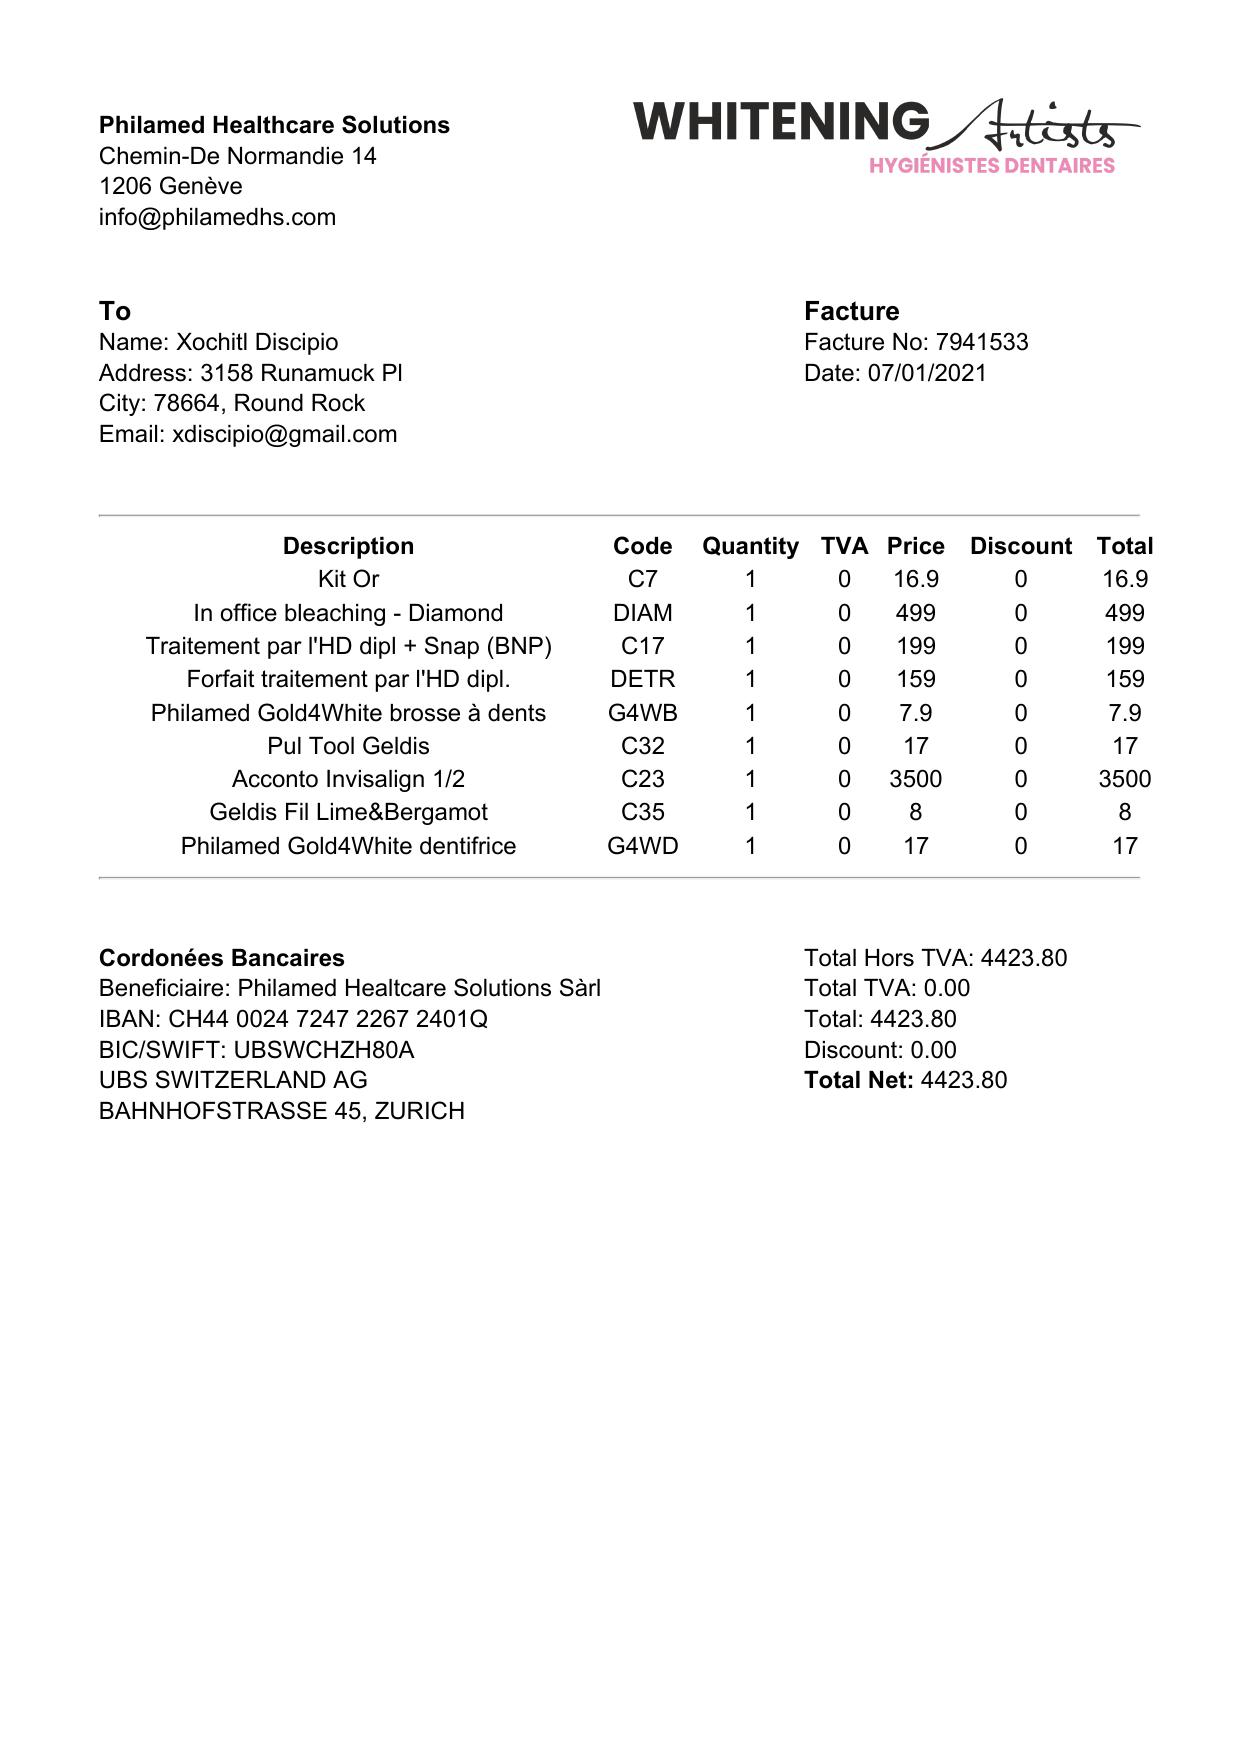 Philamed Healthcare Solutions
Chemin-De Normandie 14
1206 Genève
info@philamedhs.com
WHITENING Artists
HYGIÉNISTES DENTAIRES
To
Name: Xochitl Discipio
Address: 3158 Runamuck Pl
City: 78664, Round Rock
Email: xdiscipio@gmail.com
Facture
Facture No: 7941533
Date: 07/01/2021
Description Code Quantity TVA Price Discount Total
Kit Or C7 1 0 16.9 0 16.9
In office bleaching - Diamond DIAM 1 0 499 0 499
Traitement par l'HD dipl + Snap (BNP) C17 1 0 199 0 199
Forfait traitement par l'HD dipl. DETR 1 0 159 0 159
Philamed Gold4White brosse à dents G4WB 1 0 7.9 0 7.9
Pul Tool Geldis C32 1 0 17 0 17
Acconto Invisalign 1/2 C23 1 0 3500 0 3500
Geldis Fil Lime&Bergamot C35 1 0 8 0 8
Philamed Gold4White dentifrice G4WD 1 0 17 0 17
Cordonées Bancaires
Beneficiaire: Philamed Healtcare Solutions Sàrl
IBAN: CH44 0024 7247 2267 2401Q
BIC/SWIFT: UBSWCHZH80A
UBS SWITZERLAND AG
BAHNHOFSTRASSE 45, ZURICH
Total Hors TVA: 4423.80
Total TVA: 0.00
Total: 4423.80
Discount: 0.00
Total Net: 4423.80